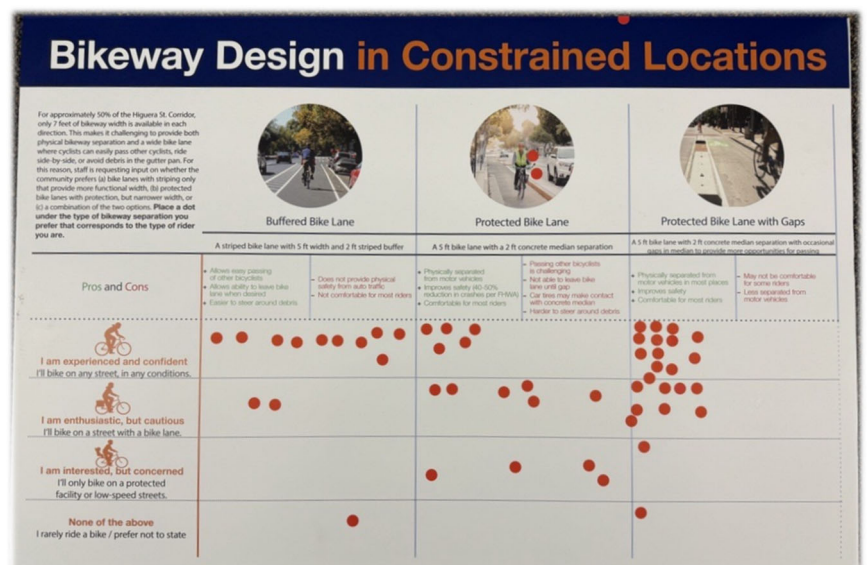 Bikeway Design in Constrained Locations
For approximately 50% of the Higuera St. Corridor,
only 7 feet of bikeway width is available in each
direction. This makes it challenging to provide both
physical bikeway separation and a wide bike lane
where cyclists can easily pass other cyclists, ride
side-by-side, or avoid debris in the gutter pan. For
this reason, staff is requesting input on whether the
community prefers (a) bike lanes with striping only
that provide more functional width, (b) protected
bike lanes with protection, but narrower width, or
(c) a combination of the two options. Place a dot
under the type of bikeway separation you
prefer that corresponds to the type of rider
you are.
Buffered Bike Lane
A striped bike lane with 5 ft width and 2 ft striped buffer
Protected Bike Lane
A 5 ft bike lane with a 2 ft concrete median separation
Protected Bike Lane with Gaps
A 5 ft bike lane with 2 ft concrete median separation with occasional
gaps in median to provide more opportunities for passing
Pros and Cons
• Allows easy passing
of other bicyclists
• Allows ability to leave bike
lane when desired
• Easier to steer around debris
- Does not provide physical
safety from auto traffic
- Not comfortable for most riders
• Physically separated
from motor vehicles
• Improves safety (40-50%
reduction in crashes per FHWA)
• Comfortable for most riders
- Passing other bicyclists
is challenging
- Not able to leave bike
lane until gap
- Car tires may make contact
with concrete median
- Harder to steer around debris
• Physically separated from
motor vehicles in most places
• Improves safety
• Comfortable for most riders
- May not be comfortable
for some riders
- Less separated from
motor vehicles
I am experienced and confident
I'll bike on any street, in any conditions.
I am enthusiastic, but cautious
I'll bike on a street with a bike lane.
I am interested, but concerned
I'll only bike on a protected
facility or low-speed streets.
None of the above
I rarely ride a bike / prefer not to state